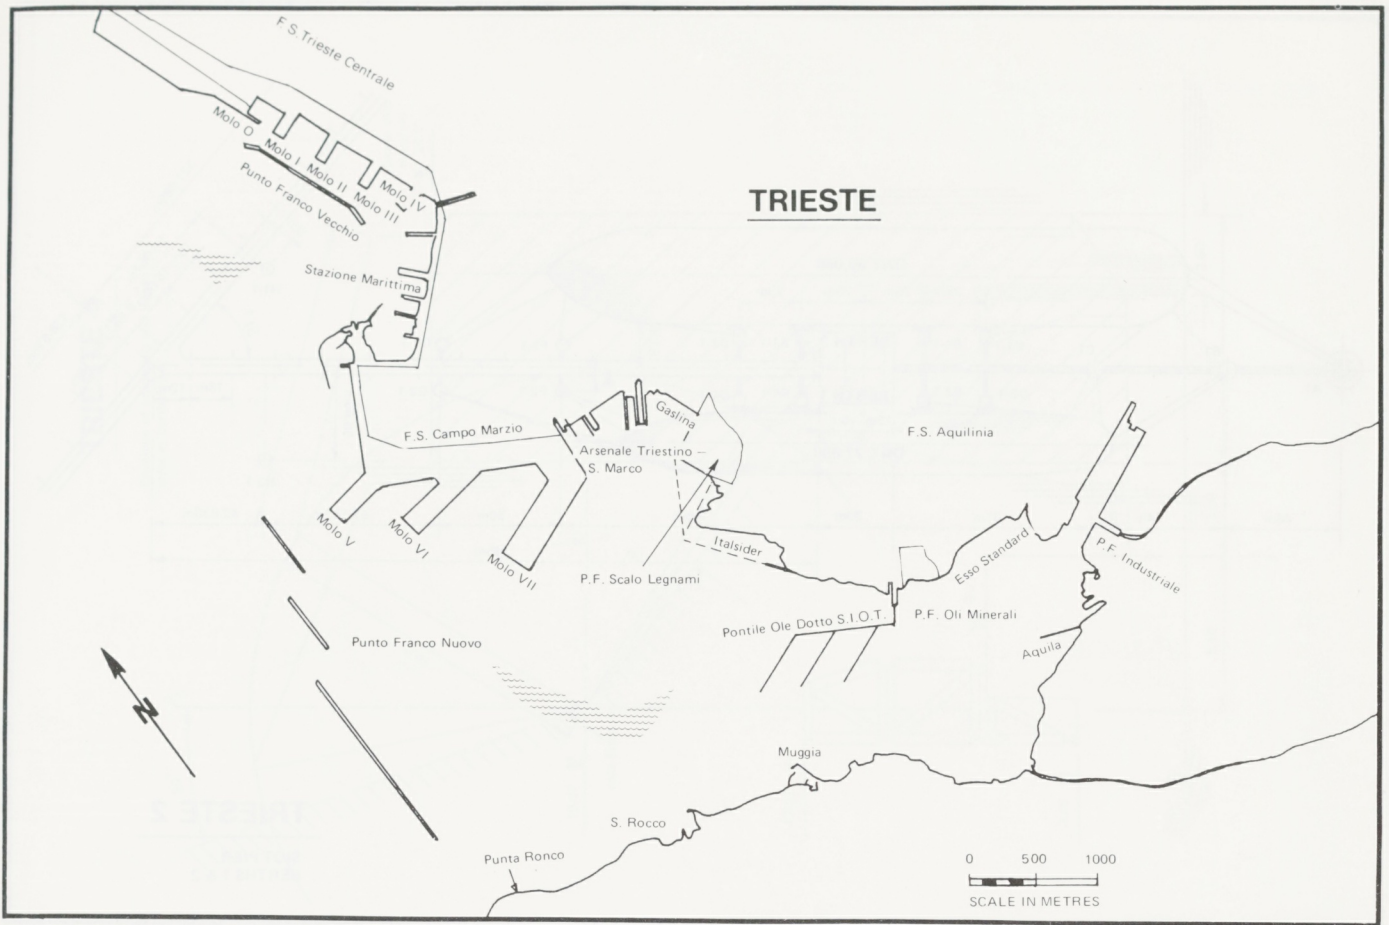 F.S. Trieste Centrale
Molo O
Molo I
Molo II
Molo III
Molo IV
Punto Franco Vecchio
TRIESTE
Stazione Marittima
F.S. Campo Marzio
Gaslina
Arsenale Triestino –
S. Marco
F.S. Aquilinia
Molo V
Molo VI
Molo VII
Italsider
P.F. Scalo Legnami
Esso Standard
P.F. Industriale
Pontile Ole Dotto S.I.O.T.
P.F. Oli Minerali
Aquila
Punto Franco Nuovo
N
Muggia
S. Rocco
Punta Ronco
0 500 1000
SCALE IN METRES
TRIESTE 2